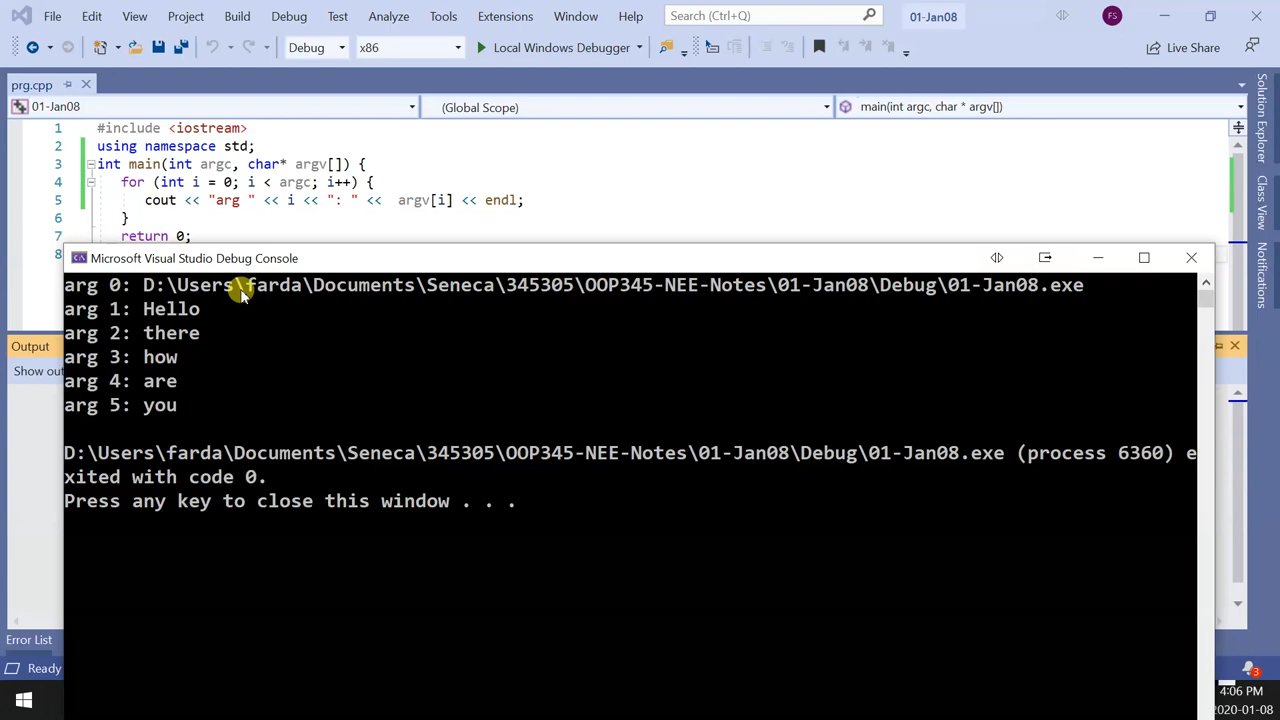 File Edit View Project Build Debug Test Analyze Tools Extensions Window Help Search (Ctrl+Q) 01-Jan08 FS
Debug x86 Local Windows Debugger Live Share
prg.cpp
01-Jan08 (Global Scope) main(int argc, char * argv[])
1 #include <iostream>
2 using namespace std;
3 int main(int argc, char* argv[]) {
4 for (int i = 0; i < argc; i++) {
5 cout << "arg " << i << ": " << argv[i] << endl;
6 }
7 return 0;
8
Microsoft Visual Studio Debug Console
arg 0: D:\Users\farda\Documents\Seneca\345305\OOP345-NEE-Notes\01-Jan08\Debug\01-Jan08.exe
arg 1: Hello
arg 2: there
arg 3: how
arg 4: are
arg 5: you
D:\Users\farda\Documents\Seneca\345305\OOP345-NEE-Notes\01-Jan08\Debug\01-Jan08.exe (process 6360) e
xited with code 0.
Press any key to close this window . . .
Output
Show out
Error List
Ready
Solution Explorer
Class View
Notifications
3
4:06 PM
2020-01-08